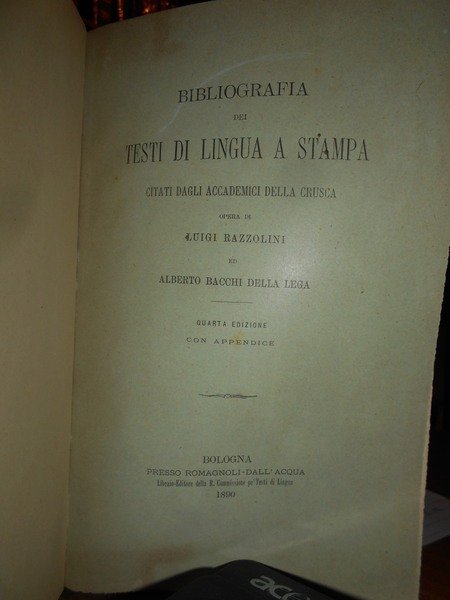 BIBLIOGRAFIA
DEI
TESTI DI LINGUA A STAMPA
CITATI DAGLI ACCADEMICI DELLA CRUSCA
OPERA DI
LUIGI RAZZOLINI
ED
ALBERTO BACCHI DELLA LEGA
QUARTA EDIZIONE
CON APPENDICE
BOLOGNA
PRESSO ROMAGNOLI-DALL'ACQUA
Libraio-Editore della R. Commissione pe' Testi di Lingua
1890
ace